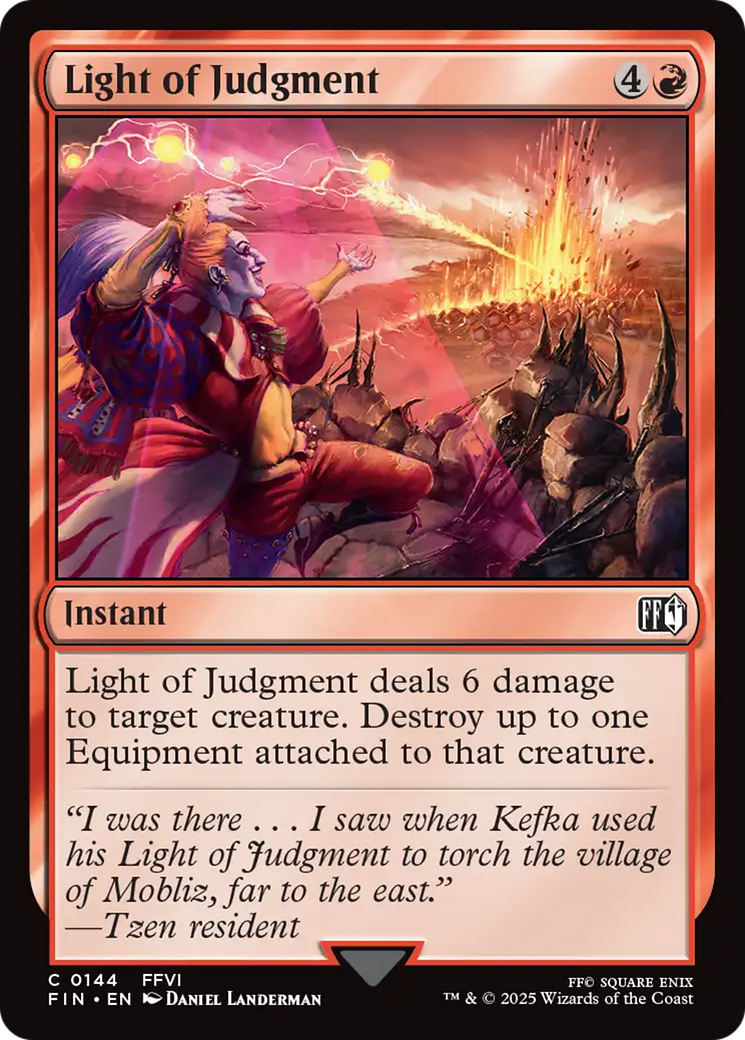 Light of Judgment 4
Instant FF
Light of Judgment deals 6 damage
to target creature. Destroy up to one
Equipment attached to that creature.
“I was there . . . I saw when Kefka used
his Light of Judgment to torch the village
of Mobliz, far to the east.”
—Tzen resident
C 0144 FFVI
FIN • EN Daniel Landerman
FF© SQUARE ENIX
™ & © 2025 Wizards of the Coast